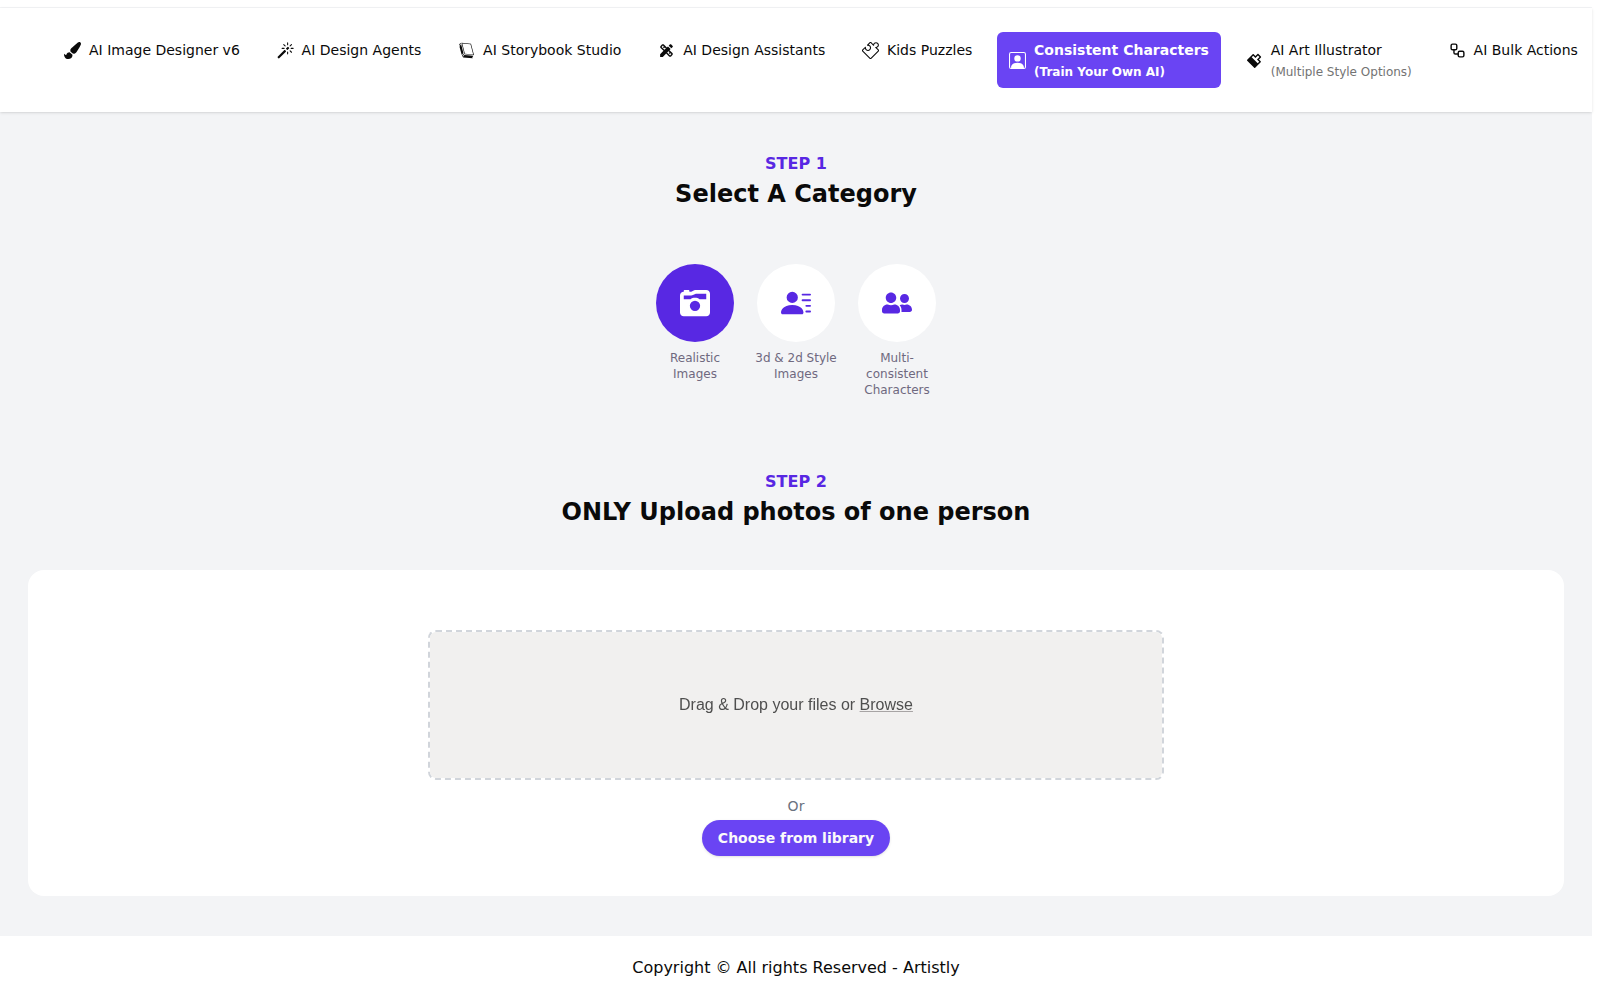 AI Image Designer v6
AI Design Agents
AI Storybook Studio
AI Design Assistants
Kids Puzzles
Consistent Characters
(Train Your Own AI)
AI Art Illustrator
(Multiple Style Options)
AI Bulk Actions
STEP 1
Select A Category
Realistic
Images
3d & 2d Style
Images
Multi-
consistent
Characters
STEP 2
ONLY Upload photos of one person
Drag & Drop your files or Browse
Or
Choose from library
Copyright © All rights Reserved - Artistly